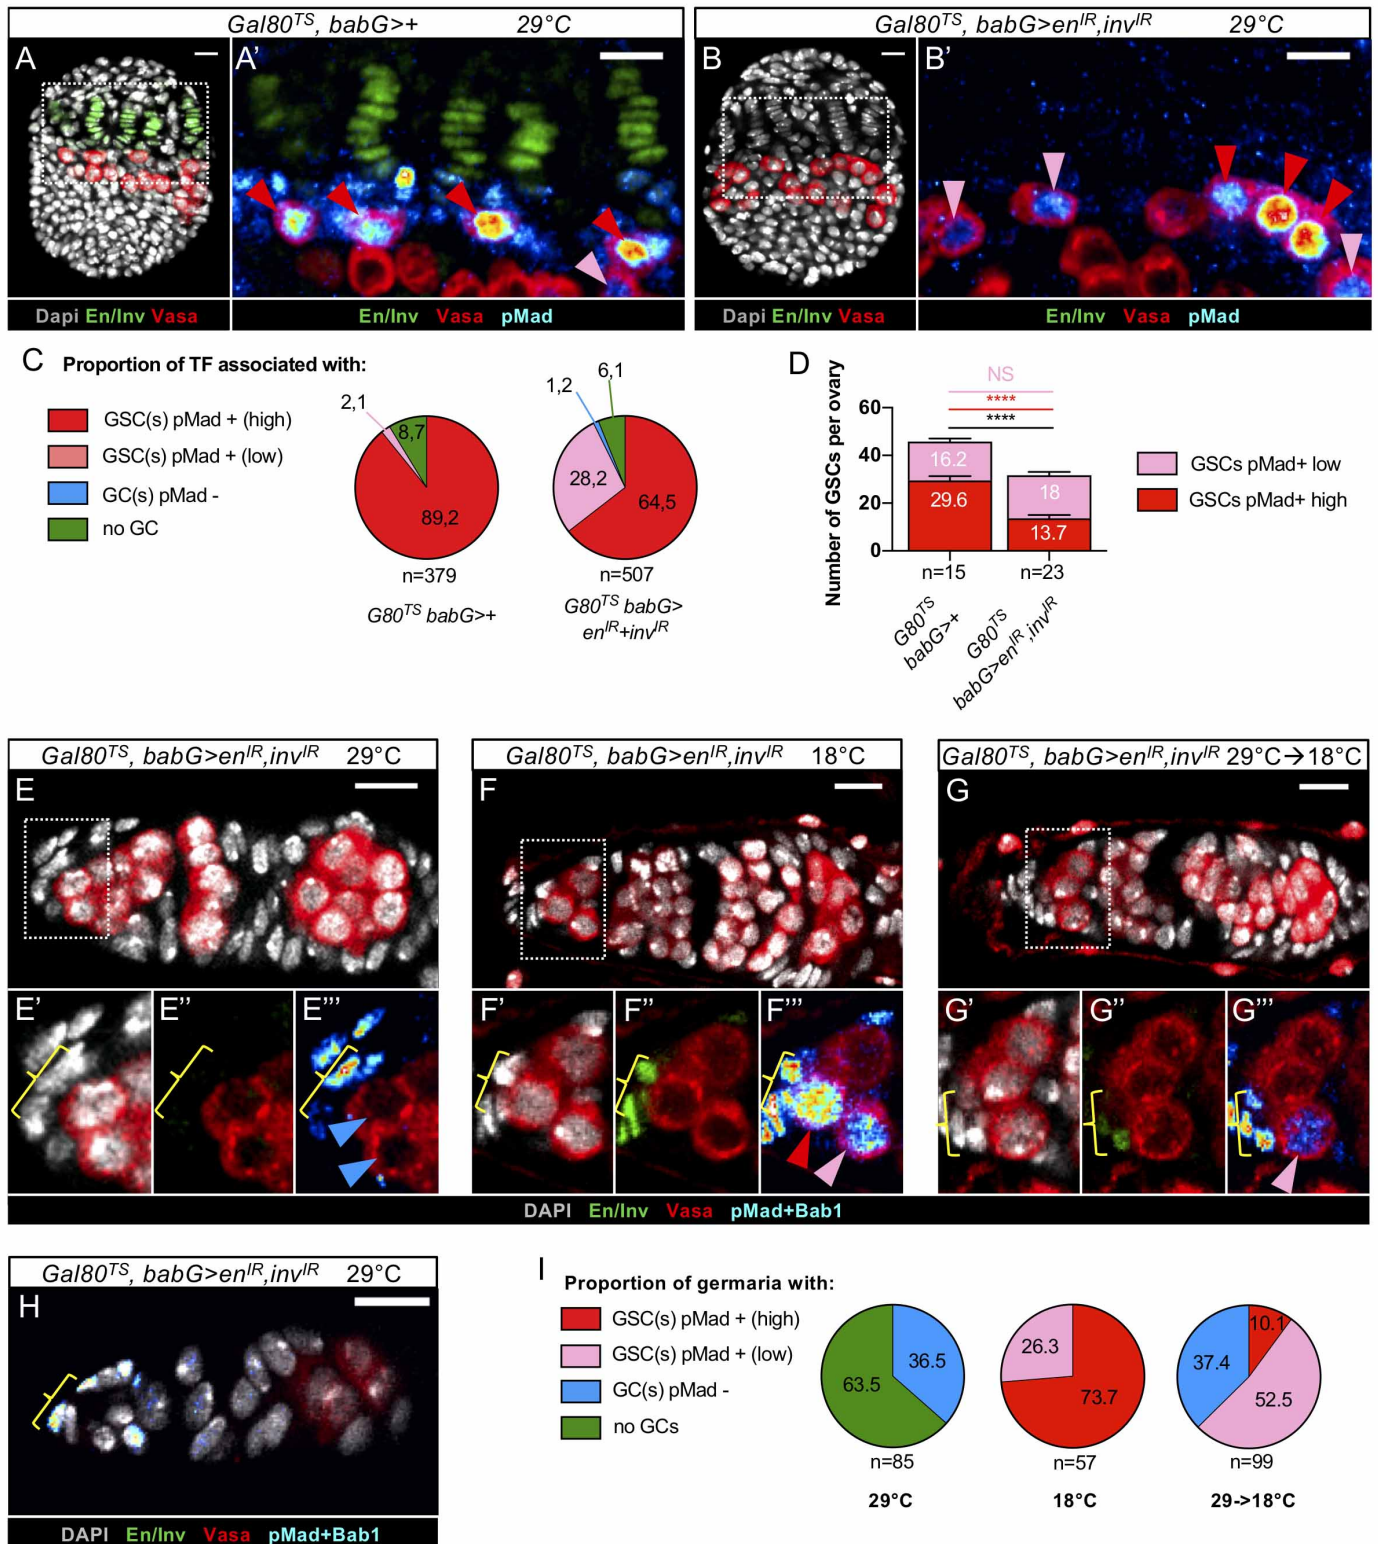 Gal80TS, babG>+ 29°C
Gal80TS, babG>enIR,invIR 29°C
A
A'
B
B'
Dapi En/Inv Vasa
En/Inv Vasa pMad
Dapi En/Inv Vasa
En/Inv Vasa pMad
C
Proportion of TF associated with:
GSC(s) pMad + (high)
GSC(s) pMad + (low)
GC(s) pMad -
no GC
2,1
8,7
89,2
n=379
G80TS babG>+
1,2
6,1
28,2
64,5
n=507
G80TS babG>
enIR+invIR
D
Number of GSCs per ovary
60
40
20
0
NS
****
****
16.2
29.6
18
13.7
n=15
n=23
G80TS
babG>+
G80TS
babG>enIR,invIR
GSCs pMad+ low
GSCs pMad+ high
Gal80TS, babG>enIR,invIR 29°C
Gal80TS, babG>enIR,invIR 18°C
Gal80TS, babG>enIR,invIR 29°C→18°C
E
F
G
E'
E''
E'''
F'
F''
F'''
G'
G''
G'''
DAPI En/Inv Vasa pMad+Bab1
Gal80TS, babG>enIR,invIR 29°C
H
DAPI En/Inv Vasa pMad+Bab1
I
Proportion of germaria with:
GSC(s) pMad + (high)
GSC(s) pMad + (low)
GC(s) pMad -
no GCs
63.5
36.5
n=85
29°C
26.3
73.7
n=57
18°C
10.1
37.4
52.5
n=99
29->18°C